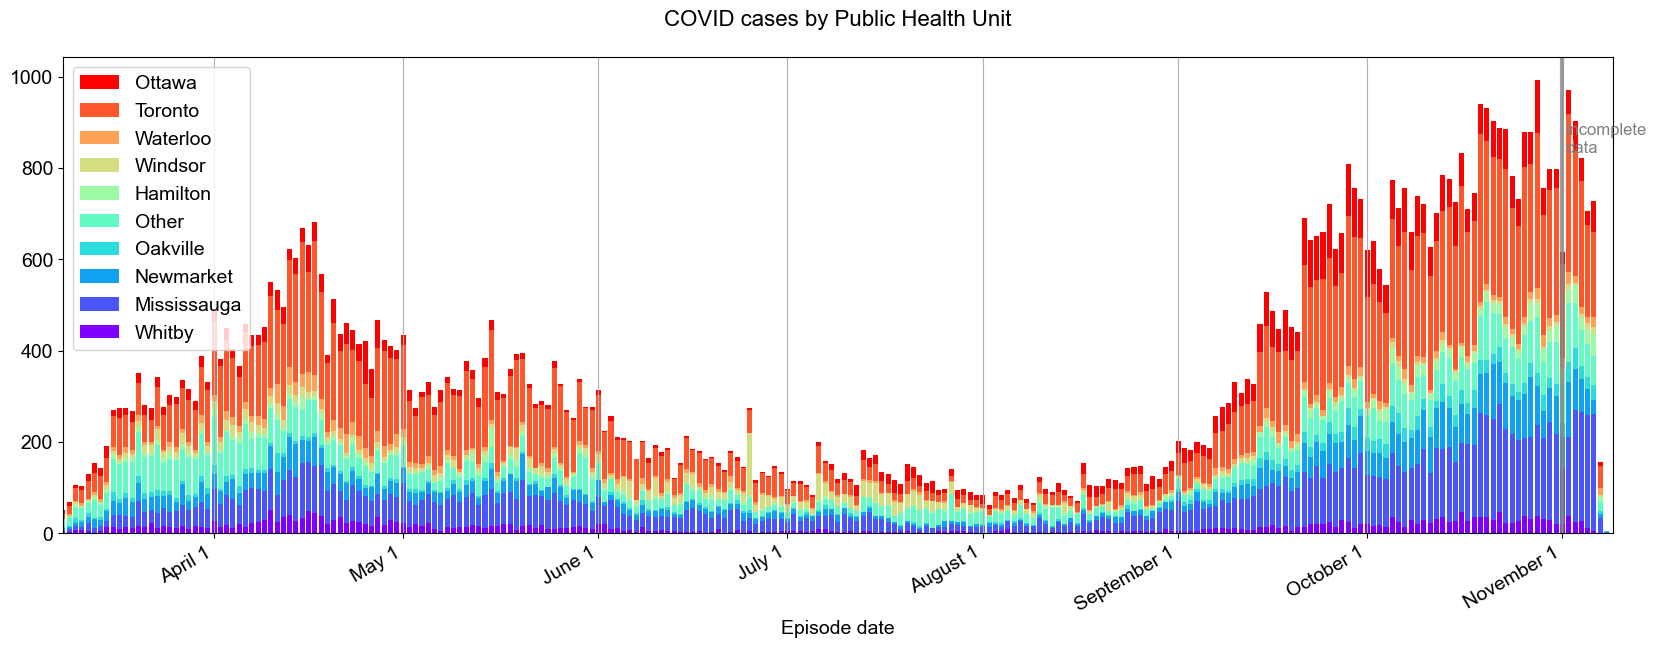 COVID cases by Public Health Unit
1000
800
600
400
200
0
Ottawa
Toronto
Waterloo
Windsor
Hamilton
Other
Oakville
Newmarket
Mississauga
Whitby
Incomplete
data
April 1
May 1
June 1
July 1
August 1
September 1
October 1
November 1
Episode date